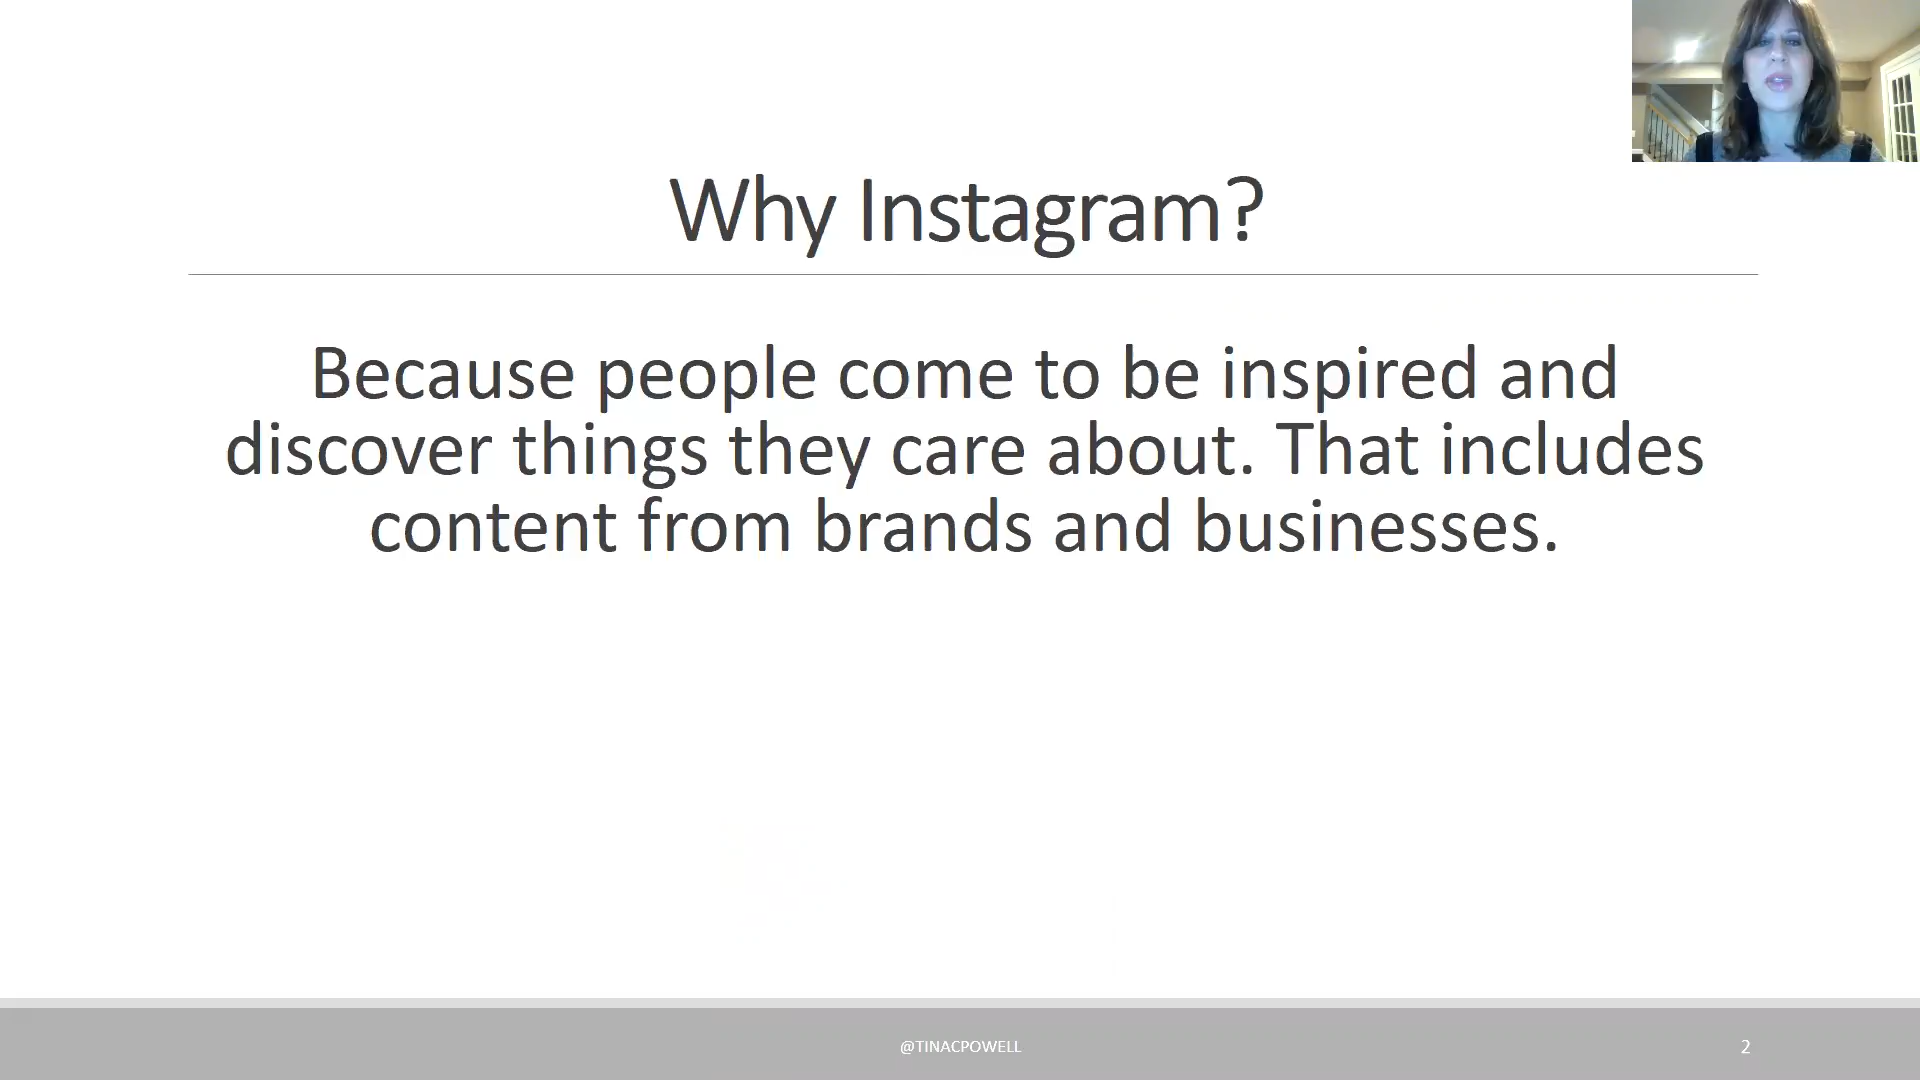 Why Instagram?
Because people come to be inspired and
discover things they care about. That includes
content from brands and businesses.
@TINACPOWELL
2